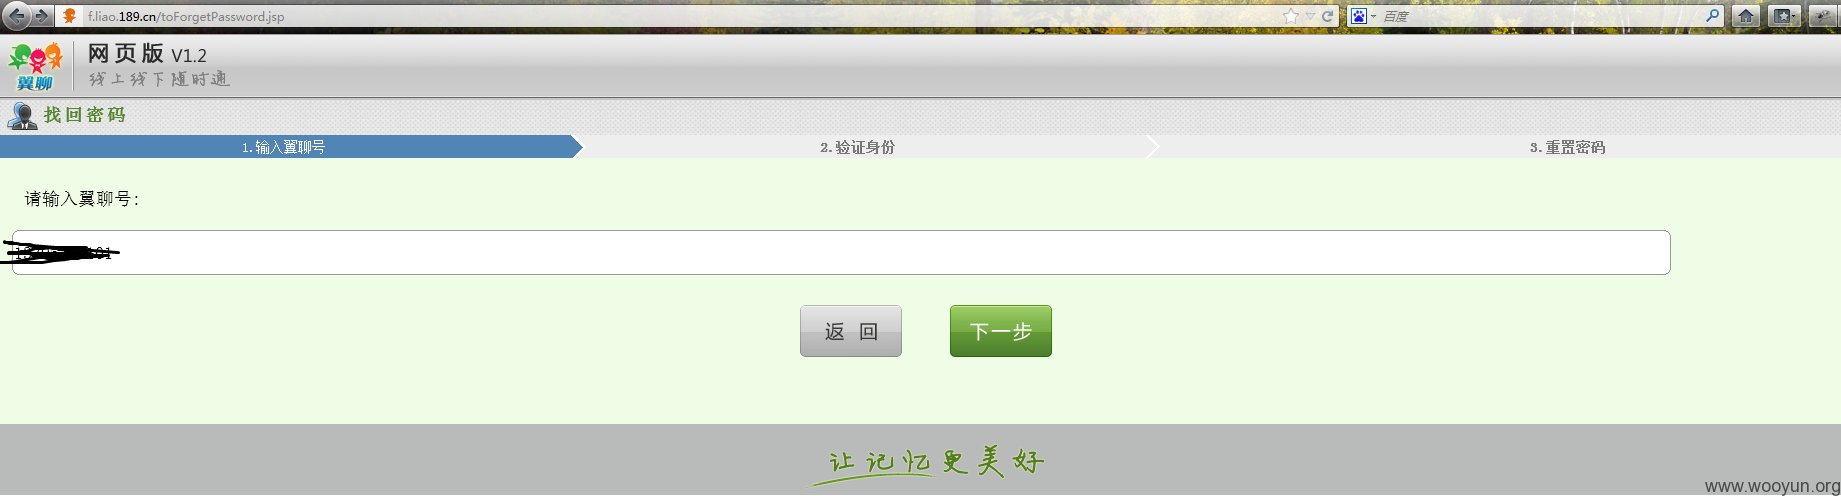 f.liao.189.cn/toForgetPassword.jsp
百度
翼聊
网页版 V1.2
线上线下随时通
找回密码
1.输入翼聊号
2.验证身份
3.重置密码
请输入翼聊号:
返 回
下一步
让记忆更美好
www.wooyun.org